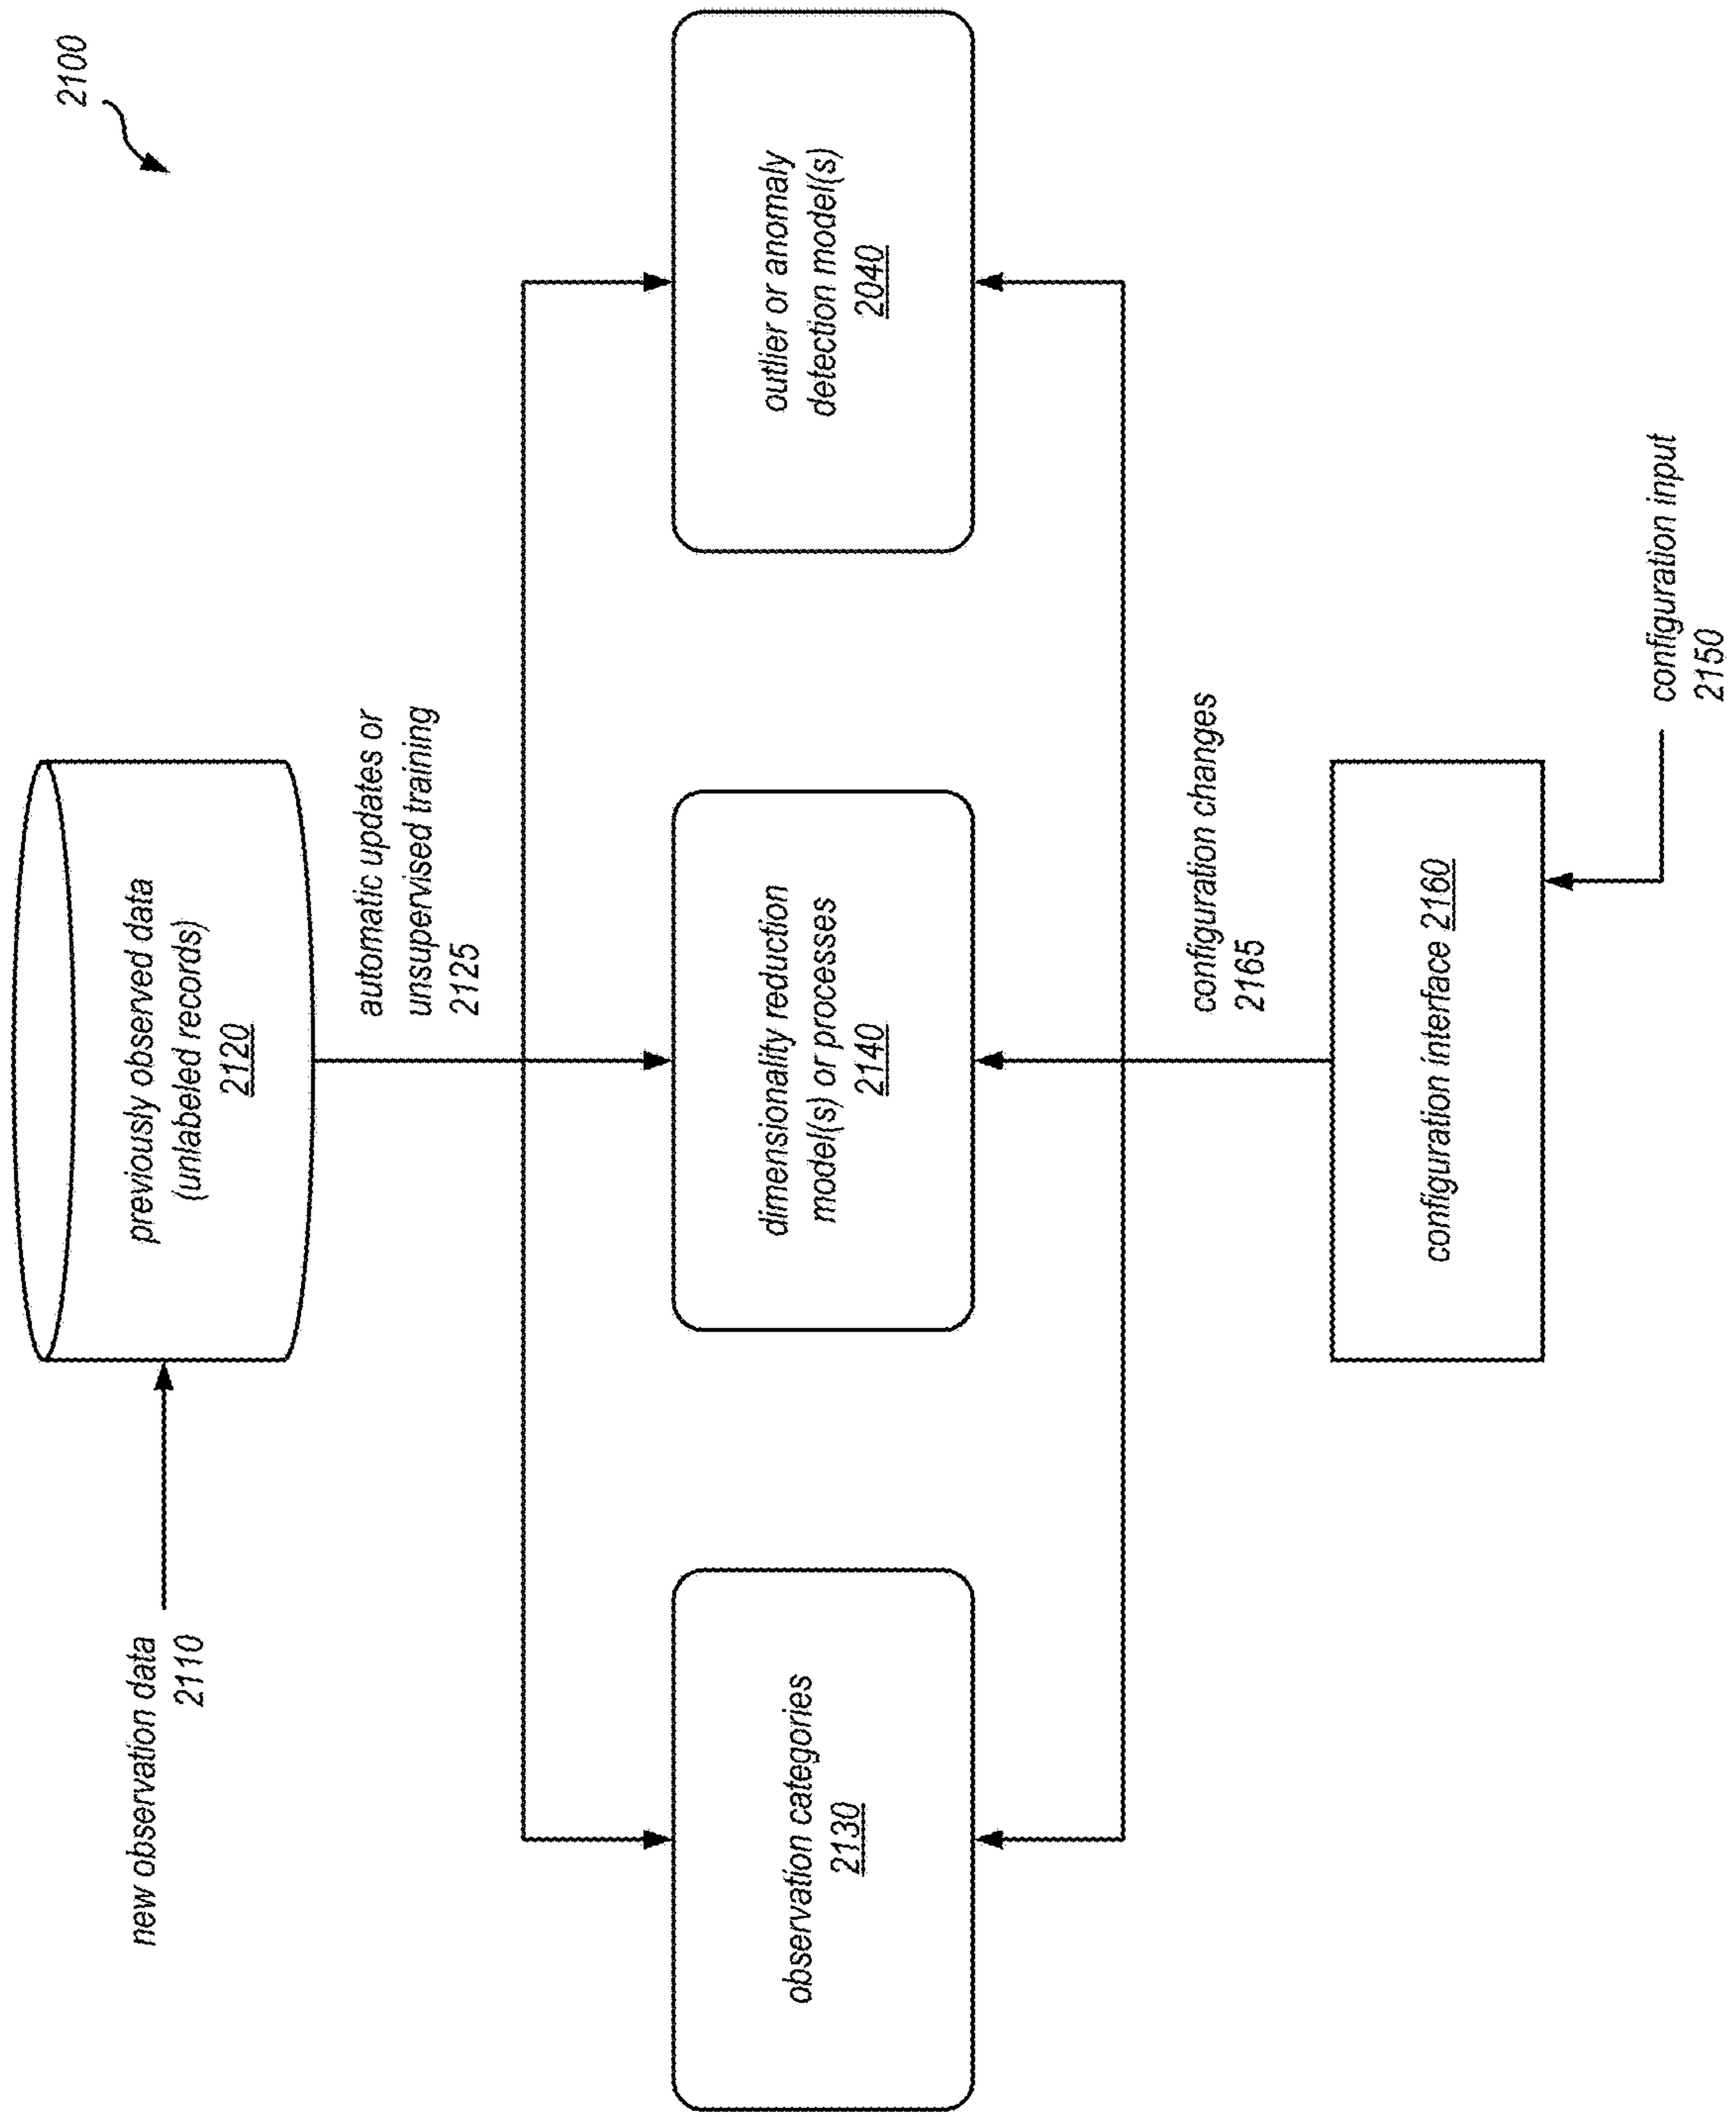 2100
new observation data
2110
previously observed data
(unlabeled records)
2120
automatic updates or
unsupervised training
2125
observation categories
2130
dimensionality reduction
model(s) or processes
2140
outlier or anomaly
detection model(s)
2040
configuration changes
2165
configuration interface 2160
configuration input
2150